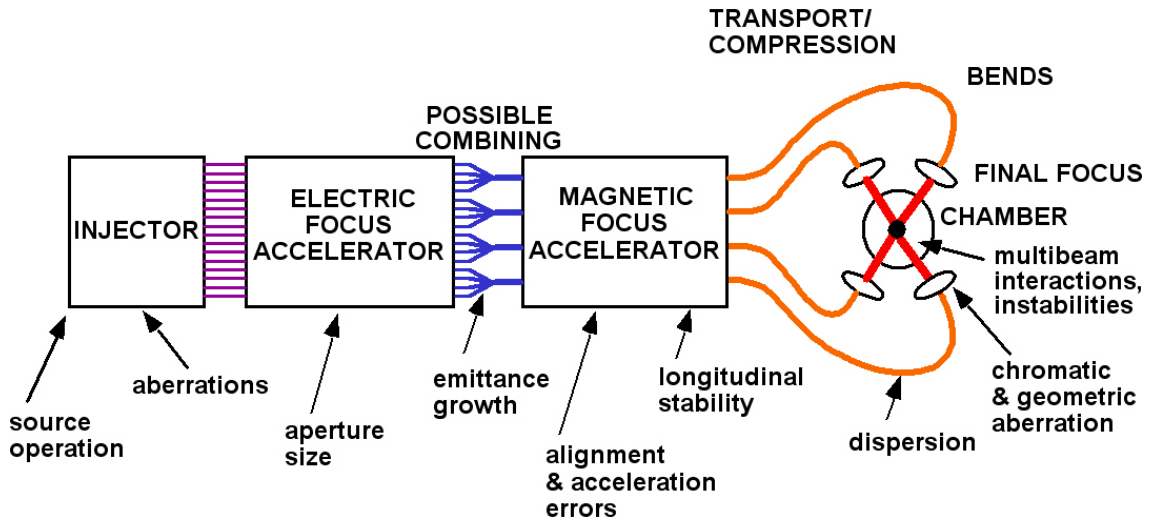 TRANSPORT/
COMPRESSION
BENDS
POSSIBLE
COMBINING
FINAL FOCUS
INJECTOR
ELECTRIC
FOCUS
ACCELERATOR
MAGNETIC
FOCUS
ACCELERATOR
CHAMBER
multibeam
interactions,
instabilities
aberrations
source
operation
aperture
size
emittance
growth
longitudinal
stability
alignment
& acceleration
errors
dispersion
chromatic
& geometric
aberration